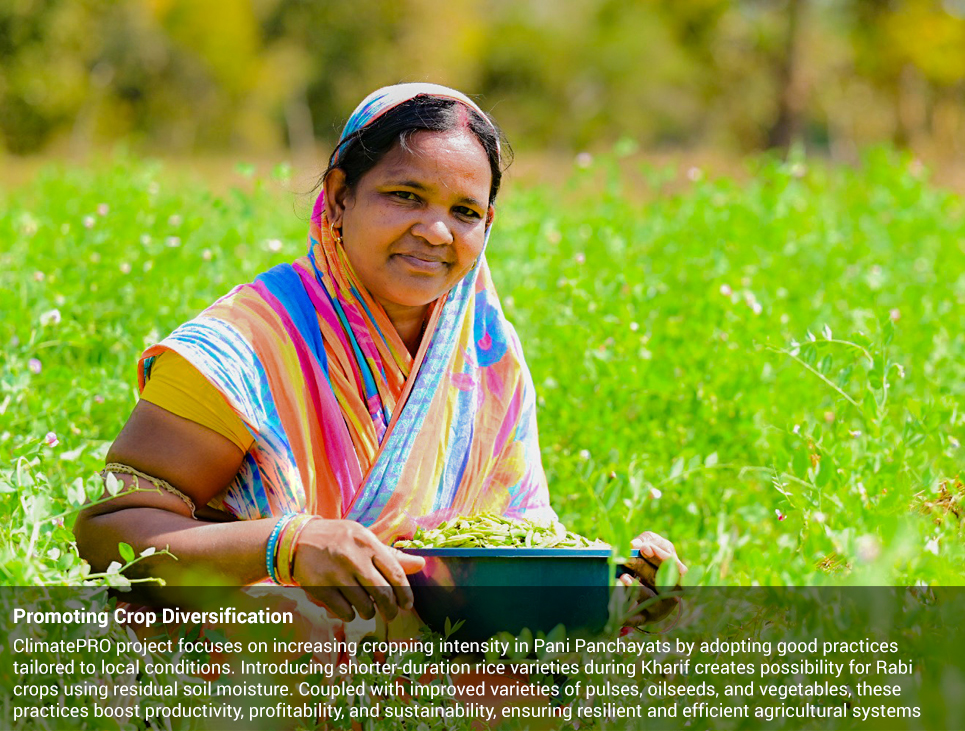 Promoting Crop Diversification
ClimatePRO project focuses on increasing cropping intensity in Pani Panchayats by adopting good practices
tailored to local conditions. Introducing shorter-duration rice varieties during Kharif creates possibility for Rabi
crops using residual soil moisture. Coupled with improved varieties of pulses, oilseeds, and vegetables, these
practices boost productivity, profitability, and sustainability, ensuring resilient and efficient agricultural systems